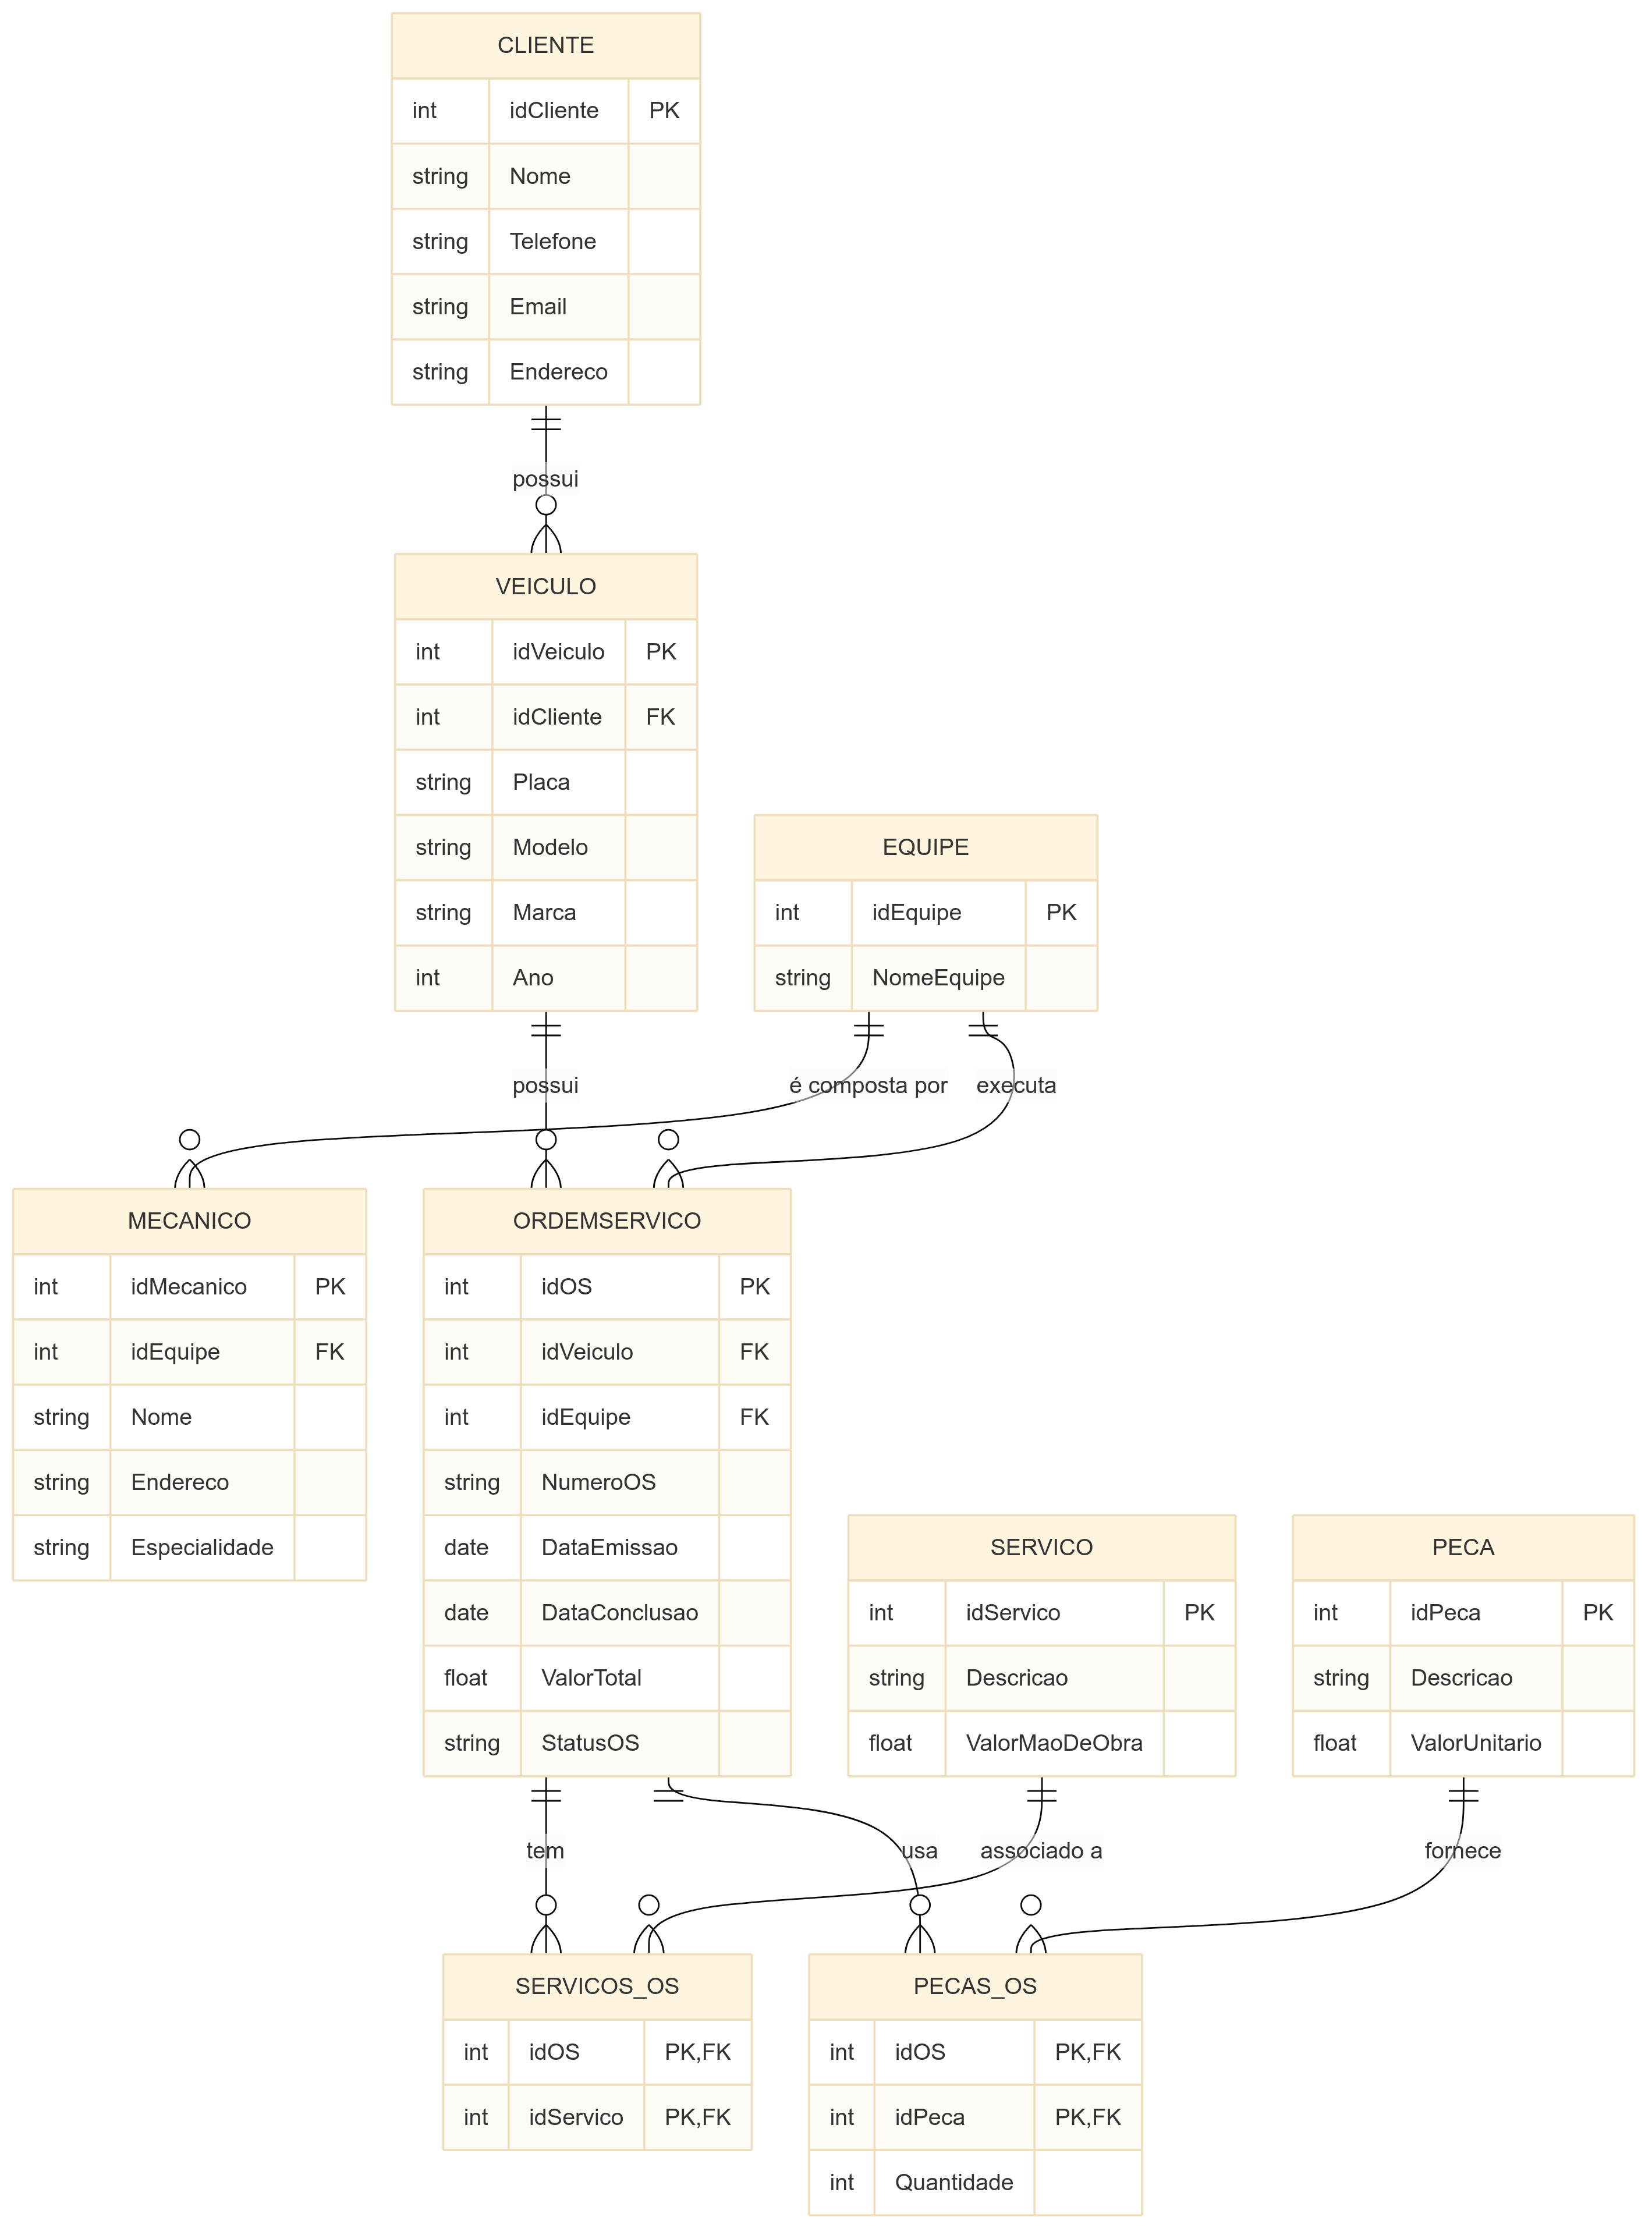 CLIENTE
int idCliente PK
string Nome
string Telefone
string Email
string Endereco
possui
VEICULO
int idVeiculo PK
int idCliente FK
string Placa
string Modelo
string Marca
int Ano
EQUIPE
int idEquipe PK
string NomeEquipe
possui
é composta por
executa
MECANICO
int idMecanico PK
int idEquipe FK
string Nome
string Endereco
string Especialidade
ORDEMSERVICO
int idOS PK
int idVeiculo FK
int idEquipe FK
string NumeroOS
date DataEmissao
date DataConclusao
float ValorTotal
string StatusOS
SERVICO
int idServico PK
string Descricao
float ValorMaoDeObra
PECA
int idPeca PK
string Descricao
float ValorUnitario
tem
usa
associado a
fornece
SERVICOS_OS
int idOS PK,FK
int idServico PK,FK
PECAS_OS
int idOS PK,FK
int idPeca PK,FK
int Quantidade